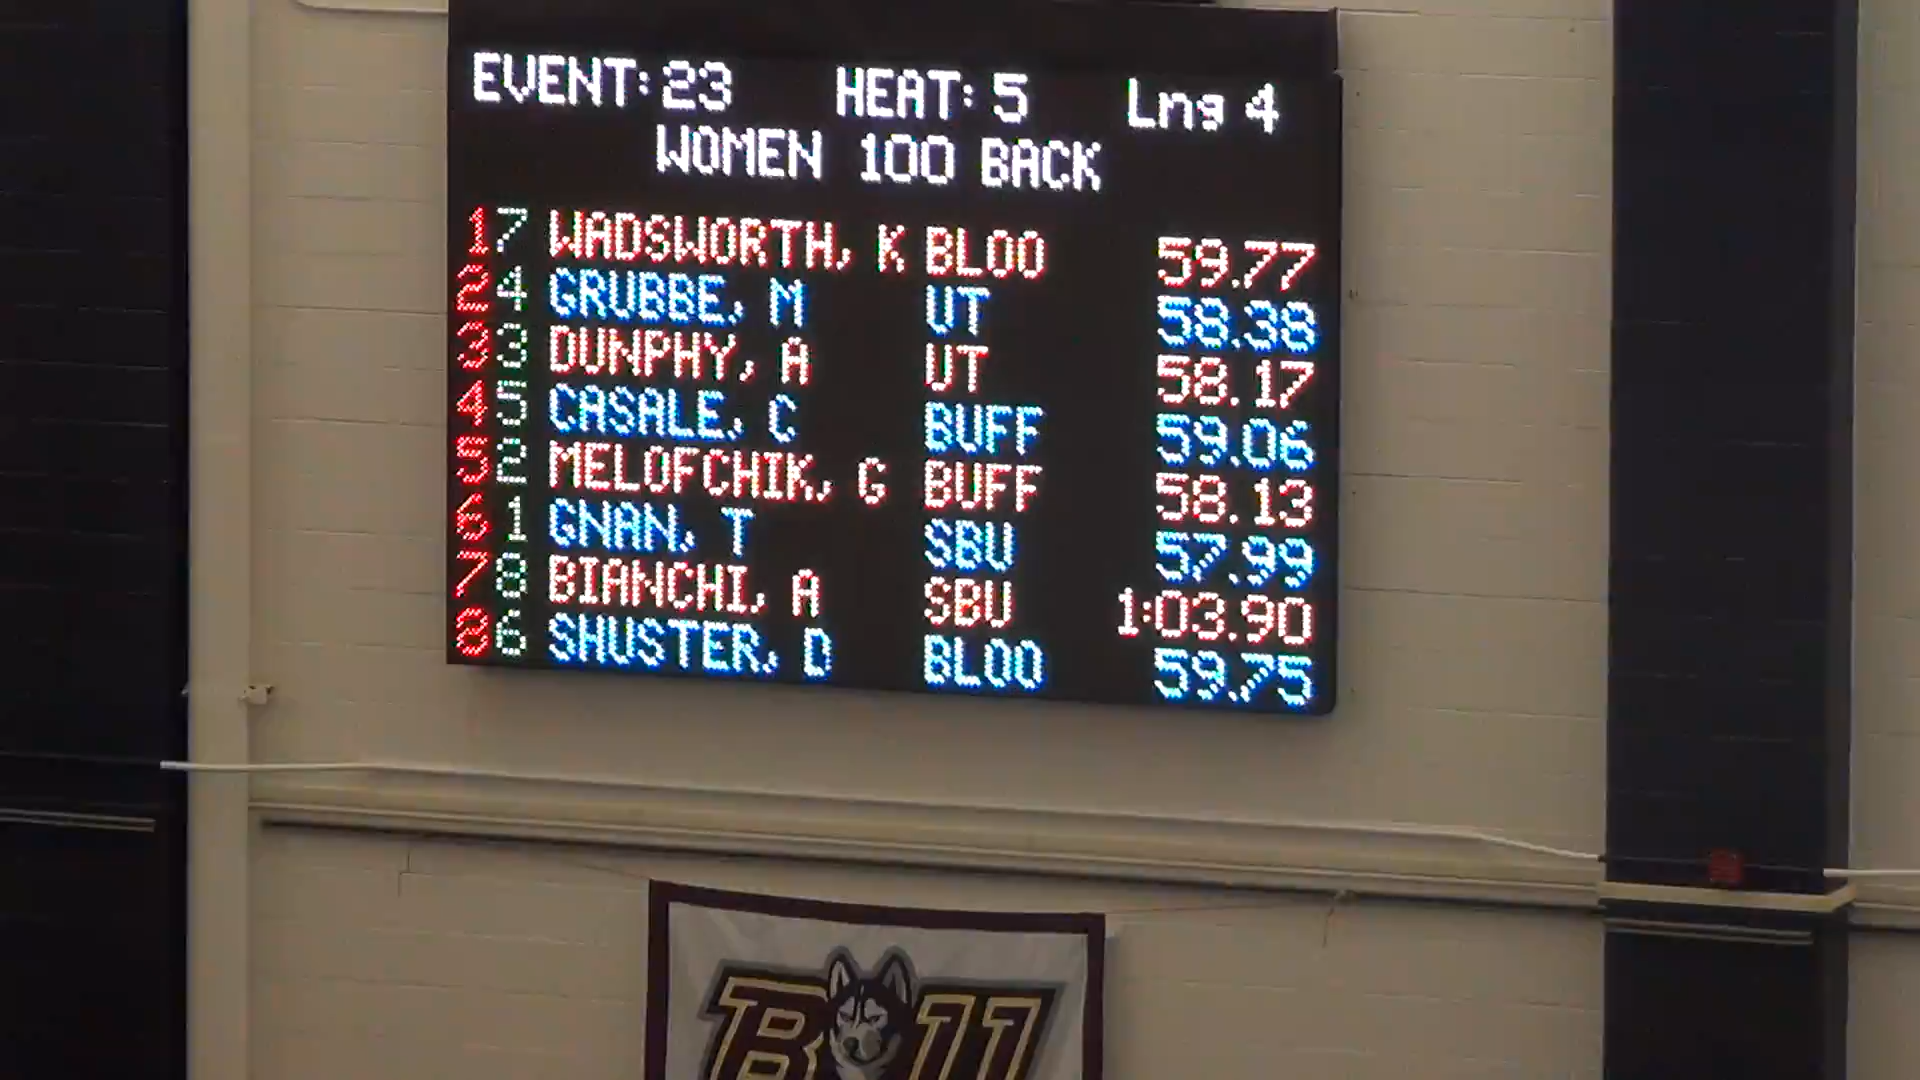 EVENT: 23 HEAT: 5 Lng 4
WOMEN 100 BACK
1 7 WADSWORTH, K BLOO 59.77
2 4 GRUBBE, M UT 58.38
3 3 DUNPHY, A UT 58.17
4 5 CASALE, C BUFF 59.06
5 2 MELOFCHIK, G BUFF 58.13
6 1 GNAN, T SBU 57.99
7 8 BIANCHI, A SBU 1:03.90
8 6 SHUSTER, D BLOO 59.75
BU